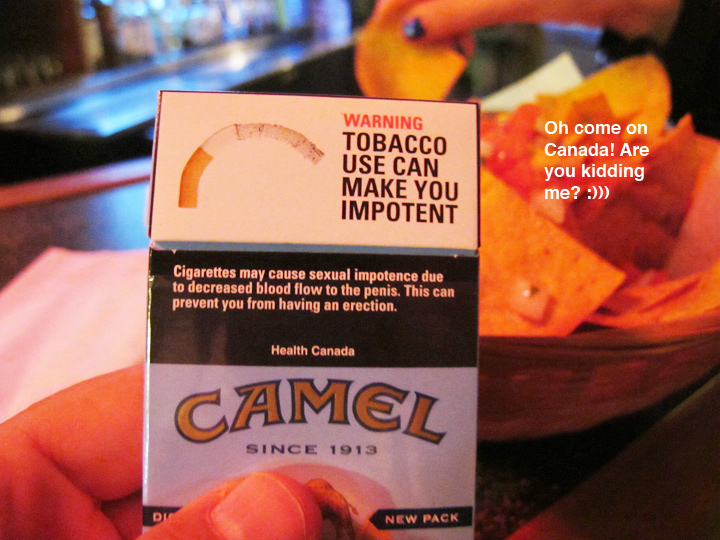 WARNING
TOBACCO
USE CAN
MAKE YOU
IMPOTENT
Cigarettes may cause sexual impotence due
to decreased blood flow to the penis. This can
prevent you from having an erection.
Health Canada
CAMEL
SINCE 1913
NEW PACK
Oh come on
Canada! Are
you kidding
me? :)))